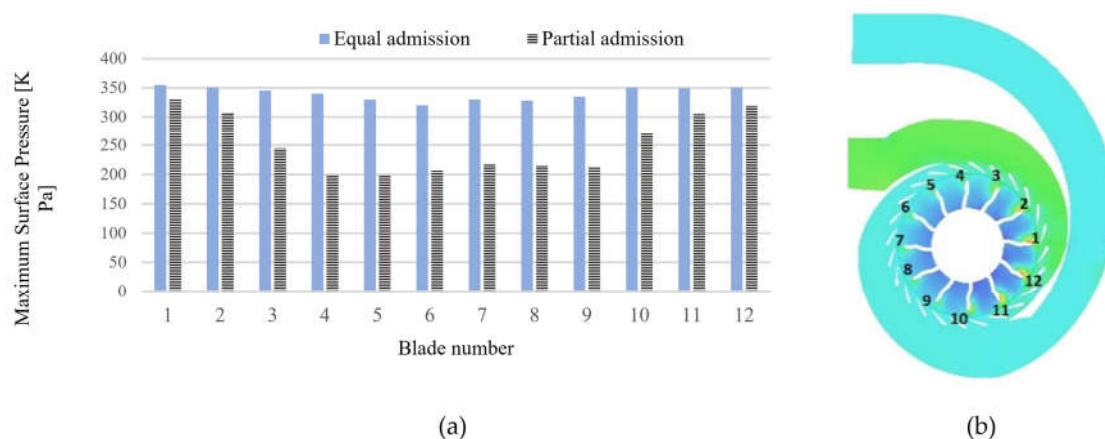 Equal admission Partial admission
Maximum Surface Pressure [K
Pa]
400
350
300
250
200
150
100
50
0
1 2 3 4 5 6 7 8 9 10 11 12
Blade number
(a)
4 3
5 2
6 1
7 12
8 11
9 10
(b)